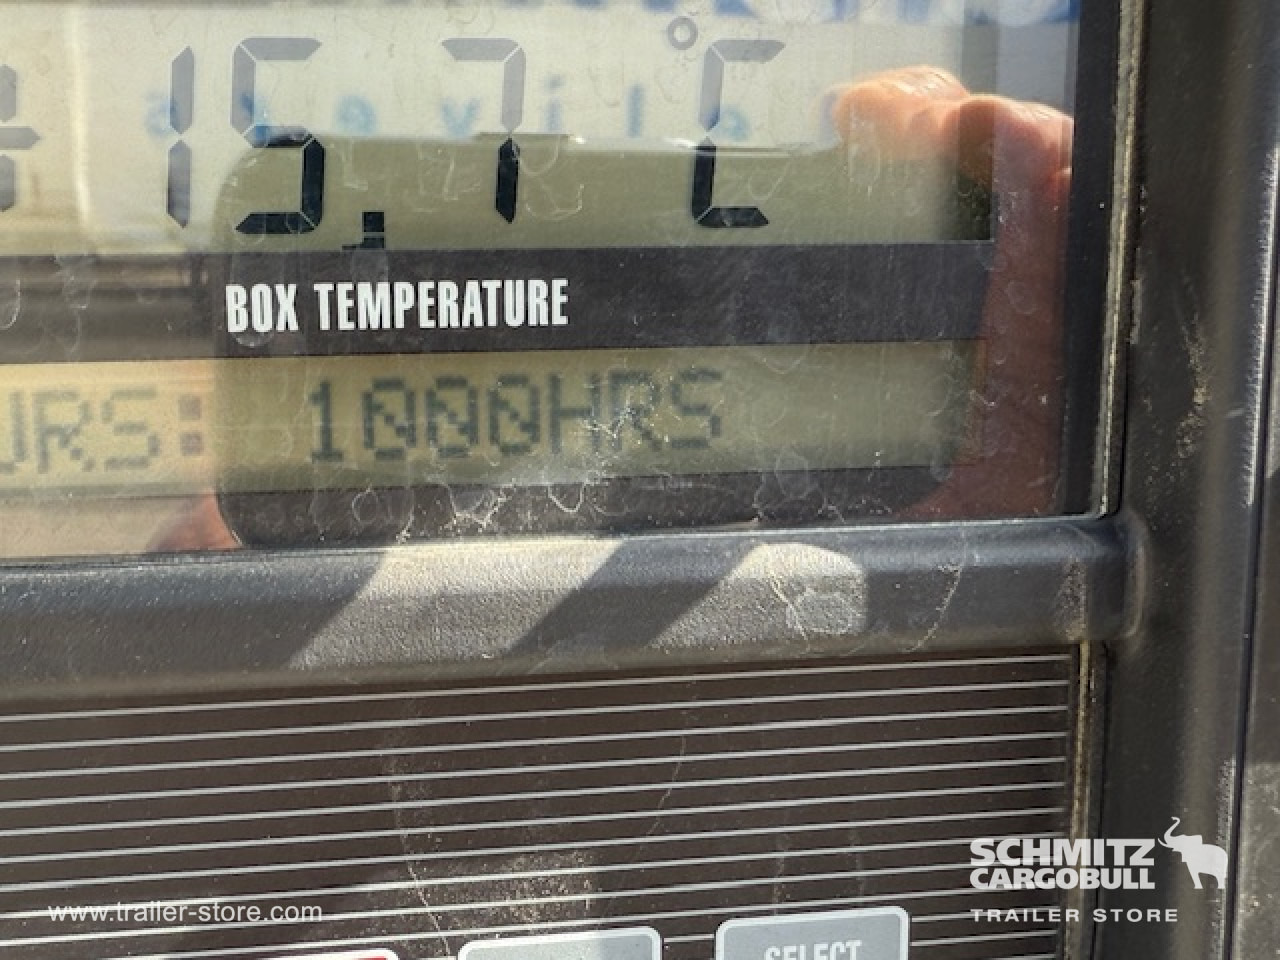 15.7 °C
BOX TEMPERATURE
URS: 1000HRS
SCHMITZ
CARGOBULL
TRAILER STORE
www.trailer-store.com
SELECT